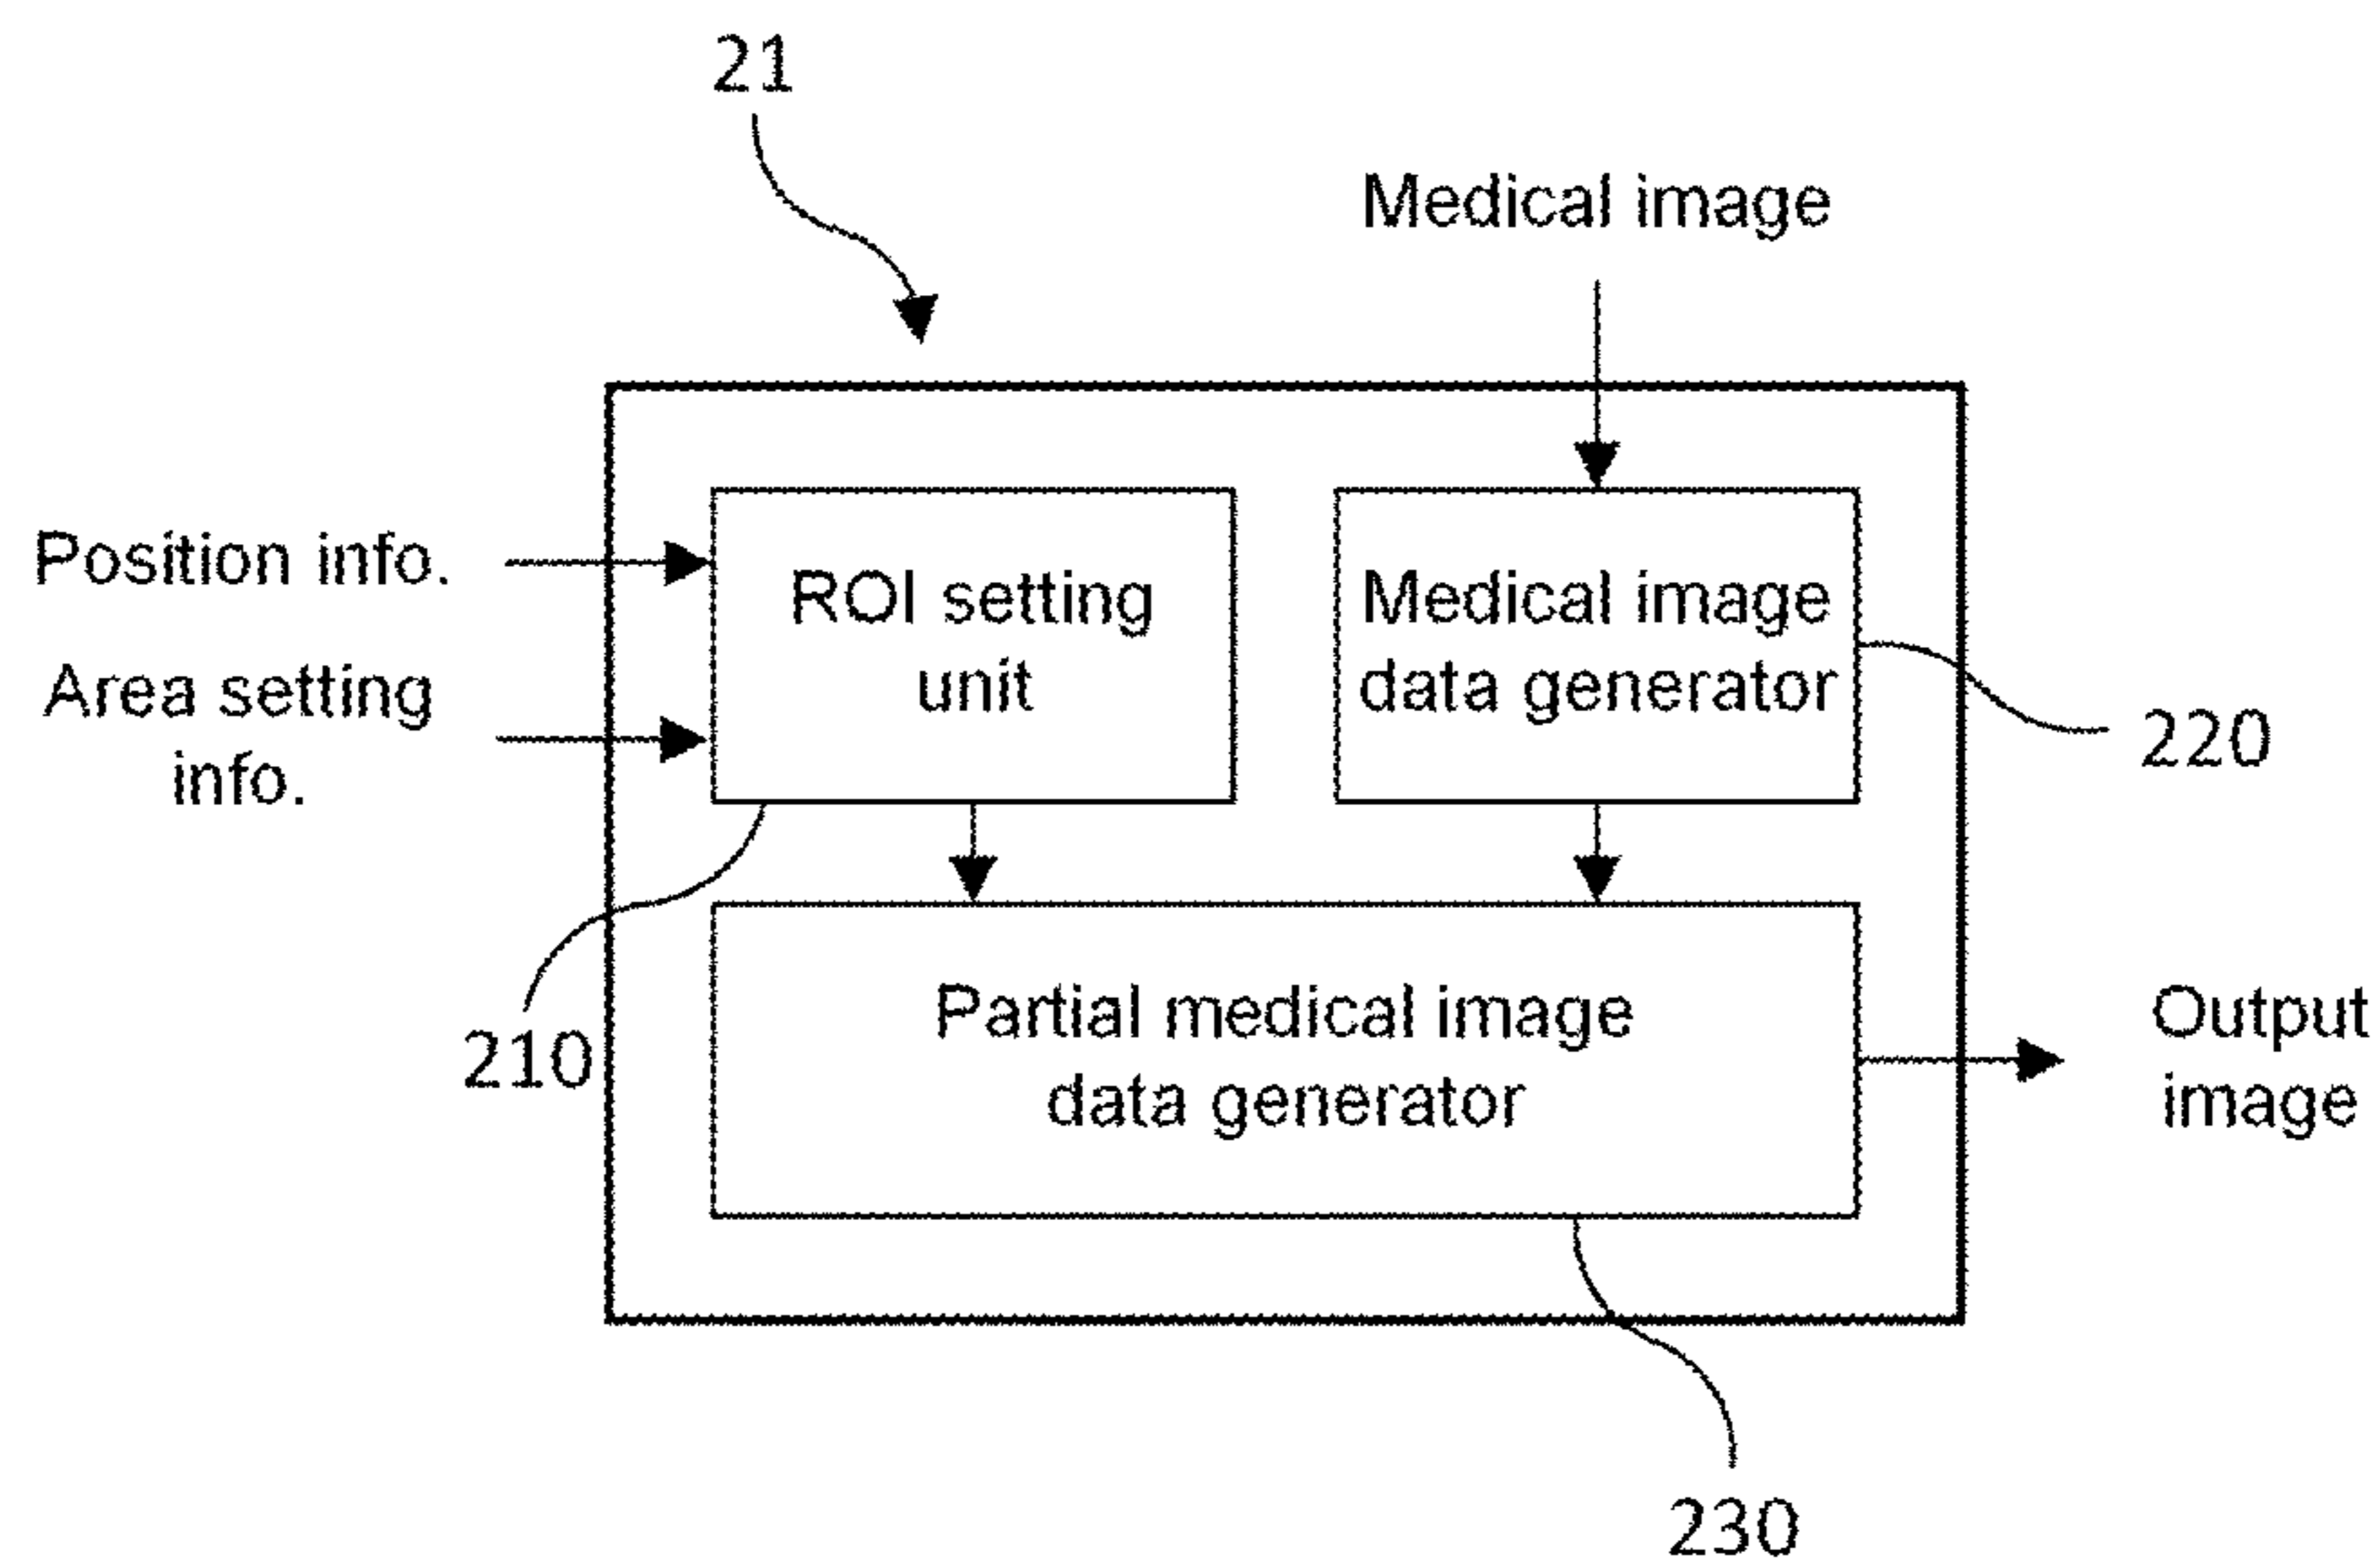 21
Medical image
Position info.
Area setting
info.
ROI setting
unit
Medical image
data generator
220
210
Partial medical image
data generator
Output
image
230